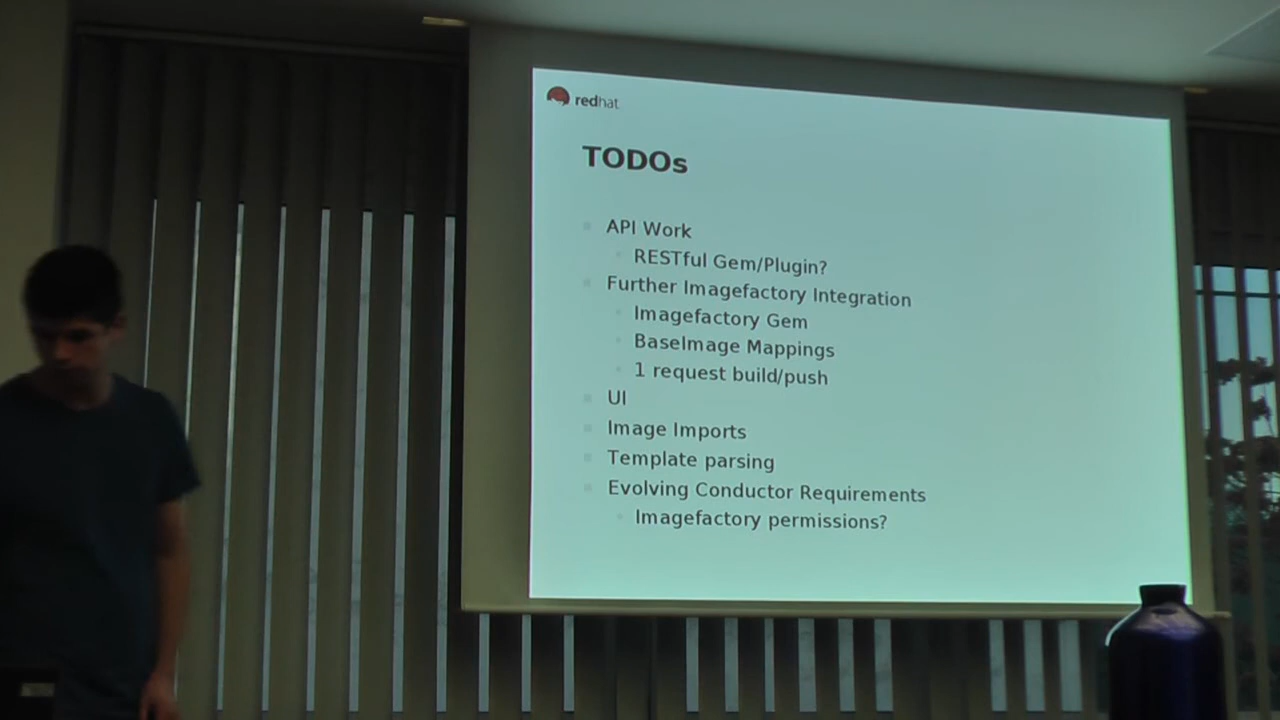 redhat
TODOs
API Work
RESTful Gem/Plugin?
Further Imagefactory Integration
Imagefactory Gem
BaseImage Mappings
1 request build/push
UI
Image Imports
Template parsing
Evolving Conductor Requirements
Imagefactory permissions?